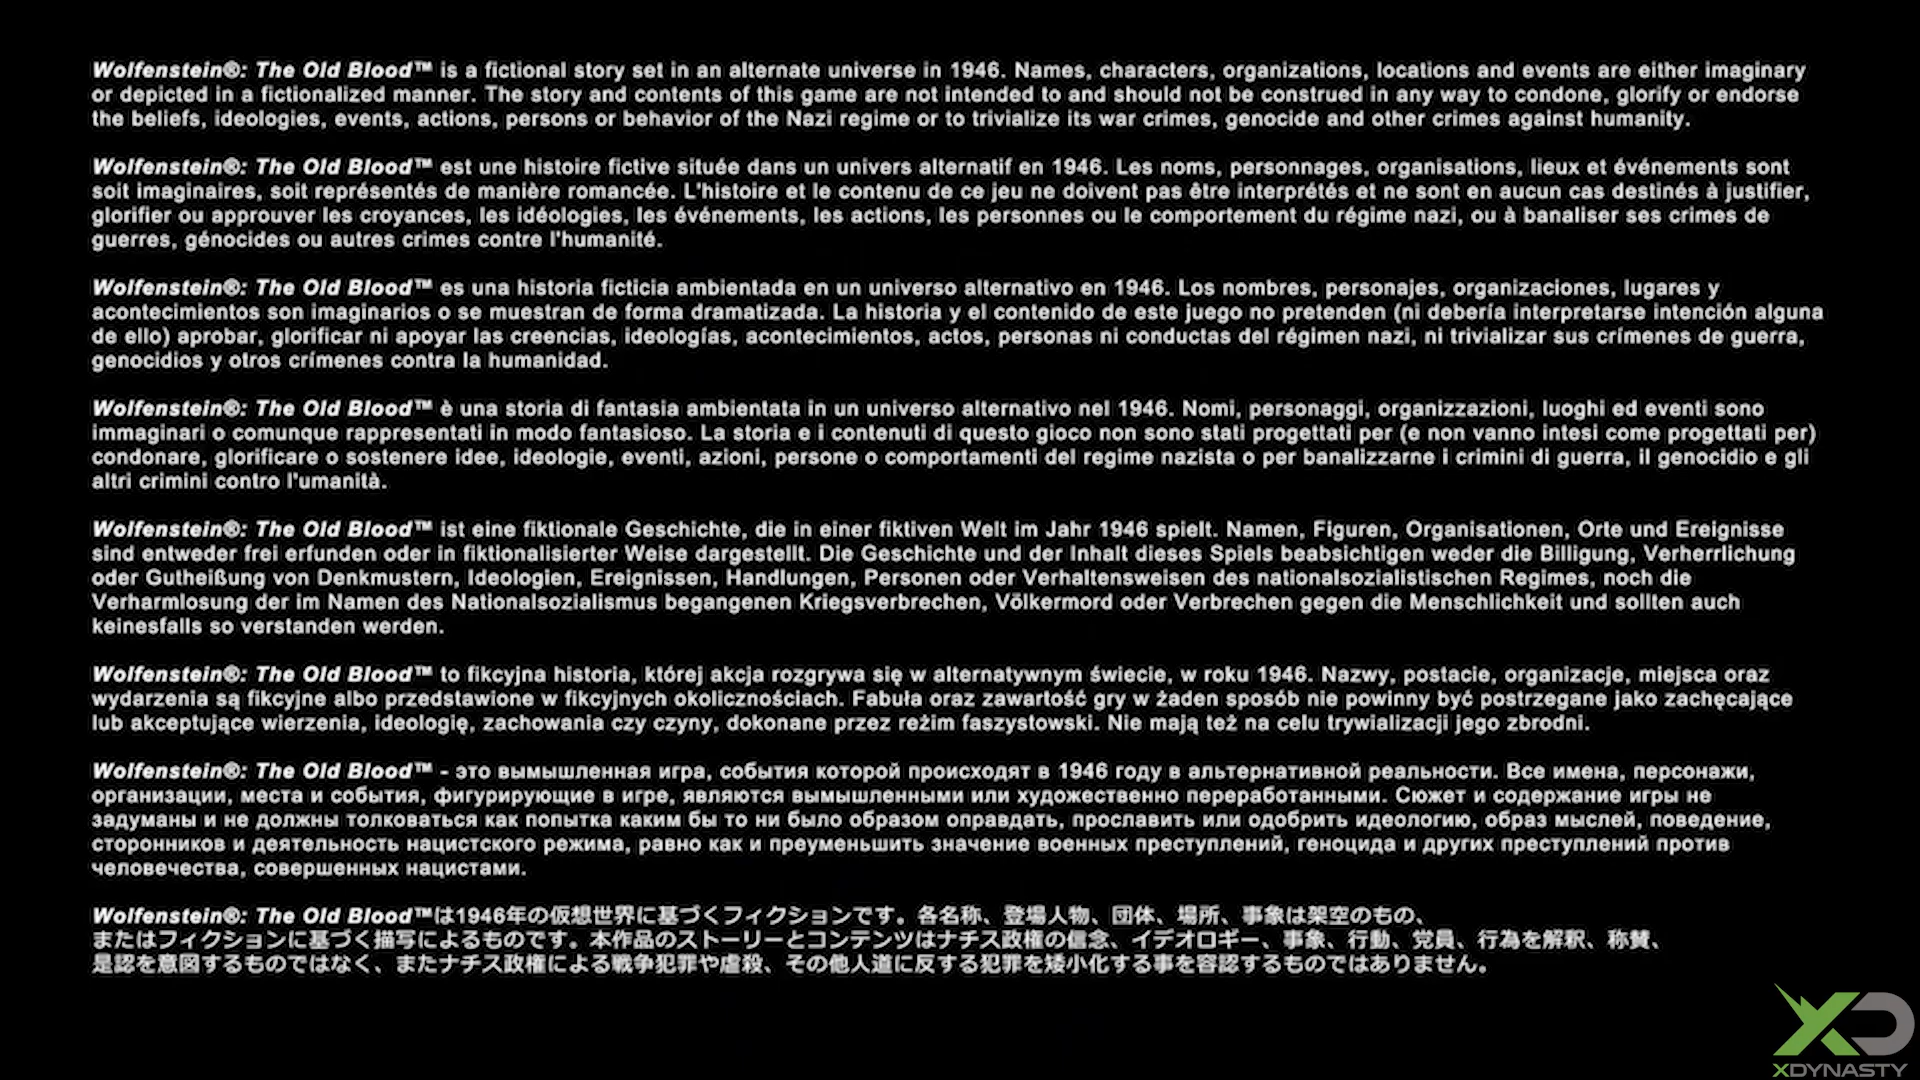 Wolfenstein®: The Old Blood™ is a fictional story set in an alternate universe in 1946. Names, characters, organizations, locations and events are either imaginary
or depicted in a fictionalized manner. The story and contents of this game are not intended to and should not be construed in any way to condone, glorify or endorse
the beliefs, ideologies, events, actions, persons or behavior of the Nazi regime or to trivialize its war crimes, genocide and other crimes against humanity.
Wolfenstein®: The Old Blood™ est une histoire fictive située dans un univers alternatif en 1946. Les noms, personnages, organisations, lieux et événements sont
soit imaginaires, soit représentés de manière romancée. L'histoire et le contenu de ce jeu ne doivent pas être interprétés et ne sont en aucun cas destinés à justifier,
glorifier ou approuver les croyances, les idéologies, les événements, les actions, les personnes ou le comportement du régime nazi, ou à banaliser ses crimes de
guerres, génocides ou autres crimes contre l'humanité.
Wolfenstein®: The Old Blood™ es una historia ficticia ambientada en un universo alternativo en 1946. Los nombres, personajes, organizaciones, lugares y
acontecimientos son imaginarios o se muestran de forma dramatizada. La historia y el contenido de este juego no pretenden (ni debería interpretarse intención alguna
de ello) aprobar, glorificar ni apoyar las creencias, ideologías, acontecimientos, actos, personas ni conductas del régimen nazi, ni trivializar sus crímenes de guerra,
genocidios y otros crímenes contra la humanidad.
Wolfenstein®: The Old Blood™ è una storia di fantasia ambientata in un universo alternativo nel 1946. Nomi, personaggi, organizzazioni, luoghi ed eventi sono
immaginari o comunque rappresentati in modo fantasioso. La storia e i contenuti di questo gioco non sono stati progettati per (e non vanno intesi come progettati per)
condonare, glorificare o sostenere idee, ideologie, eventi, azioni, persone o comportamenti del regime nazista o per banalizzarne i crimini di guerra, il genocidio e gli
altri crimini contro l'umanità.
Wolfenstein®: The Old Blood™ ist eine fiktionale Geschichte, die in einer fiktiven Welt im Jahr 1946 spielt. Namen, Figuren, Organisationen, Orte und Ereignisse
sind entweder frei erfunden oder in fiktionalisierter Weise dargestellt. Die Geschichte und der Inhalt dieses Spiels beabsichtigen weder die Billigung, Verherrlichung
oder Gutheißung von Denkmustern, Ideologien, Ereignissen, Handlungen, Personen oder Verhaltensweisen des nationalsozialistischen Regimes, noch die
Verharmlosung der im Namen des Nationalsozialismus begangenen Kriegsverbrechen, Völkermord oder Verbrechen gegen die Menschlichkeit und sollten auch
keinesfalls so verstanden werden.
Wolfenstein®: The Old Blood™ to fikcyjna historia, której akcja rozgrywa się w alternatywnym świecie, w roku 1946. Nazwy, postacie, organizacje, miejsca oraz
wydarzenia są fikcyjne albo przedstawione w fikcyjnych okolicznościach. Fabuła oraz zawartość gry w żaden sposób nie powinny być postrzegane jako zachęcające
lub akceptujące wierzenia, ideologię, zachowania czy czyny, dokonane przez reżim faszystowski. Nie mają też na celu trywializacji jego zbrodni.
Wolfenstein®: The Old Blood™ - это вымышленная игра, события которой происходят в 1946 году в альтернативной реальности. Все имена, персонажи,
организации, места и события, фигурирующие в игре, являются вымышленными или художественно переработанными. Сюжет и содержание игры не
задуманы и не должны толковаться как попытка каким бы то ни было образом оправдать, прославить или одобрить идеологию, образ мыслей, поведение,
сторонников и деятельность нацистского режима, равно как и преуменьшить значение военных преступлений, геноцида и других преступлений против
человечества, совершенных нацистами.
Wolfenstein®: The Old Blood™は1946年の仮想世界に基づくフィクションです。各名称、登場人物、団体、場所、事象は架空のもの、
またはフィクションに基づく描写によるものです。本作品のストーリーとコンテンツはナチス政権の信念、イデオロギー、事象、行動、党員、行為を解釈、称賛、
是認を意図するものではなく、またナチス政権による戦争犯罪や虐殺、その他人道に反する犯罪を矮小化する事を容認するものではありません。
XD
XDYNASTY